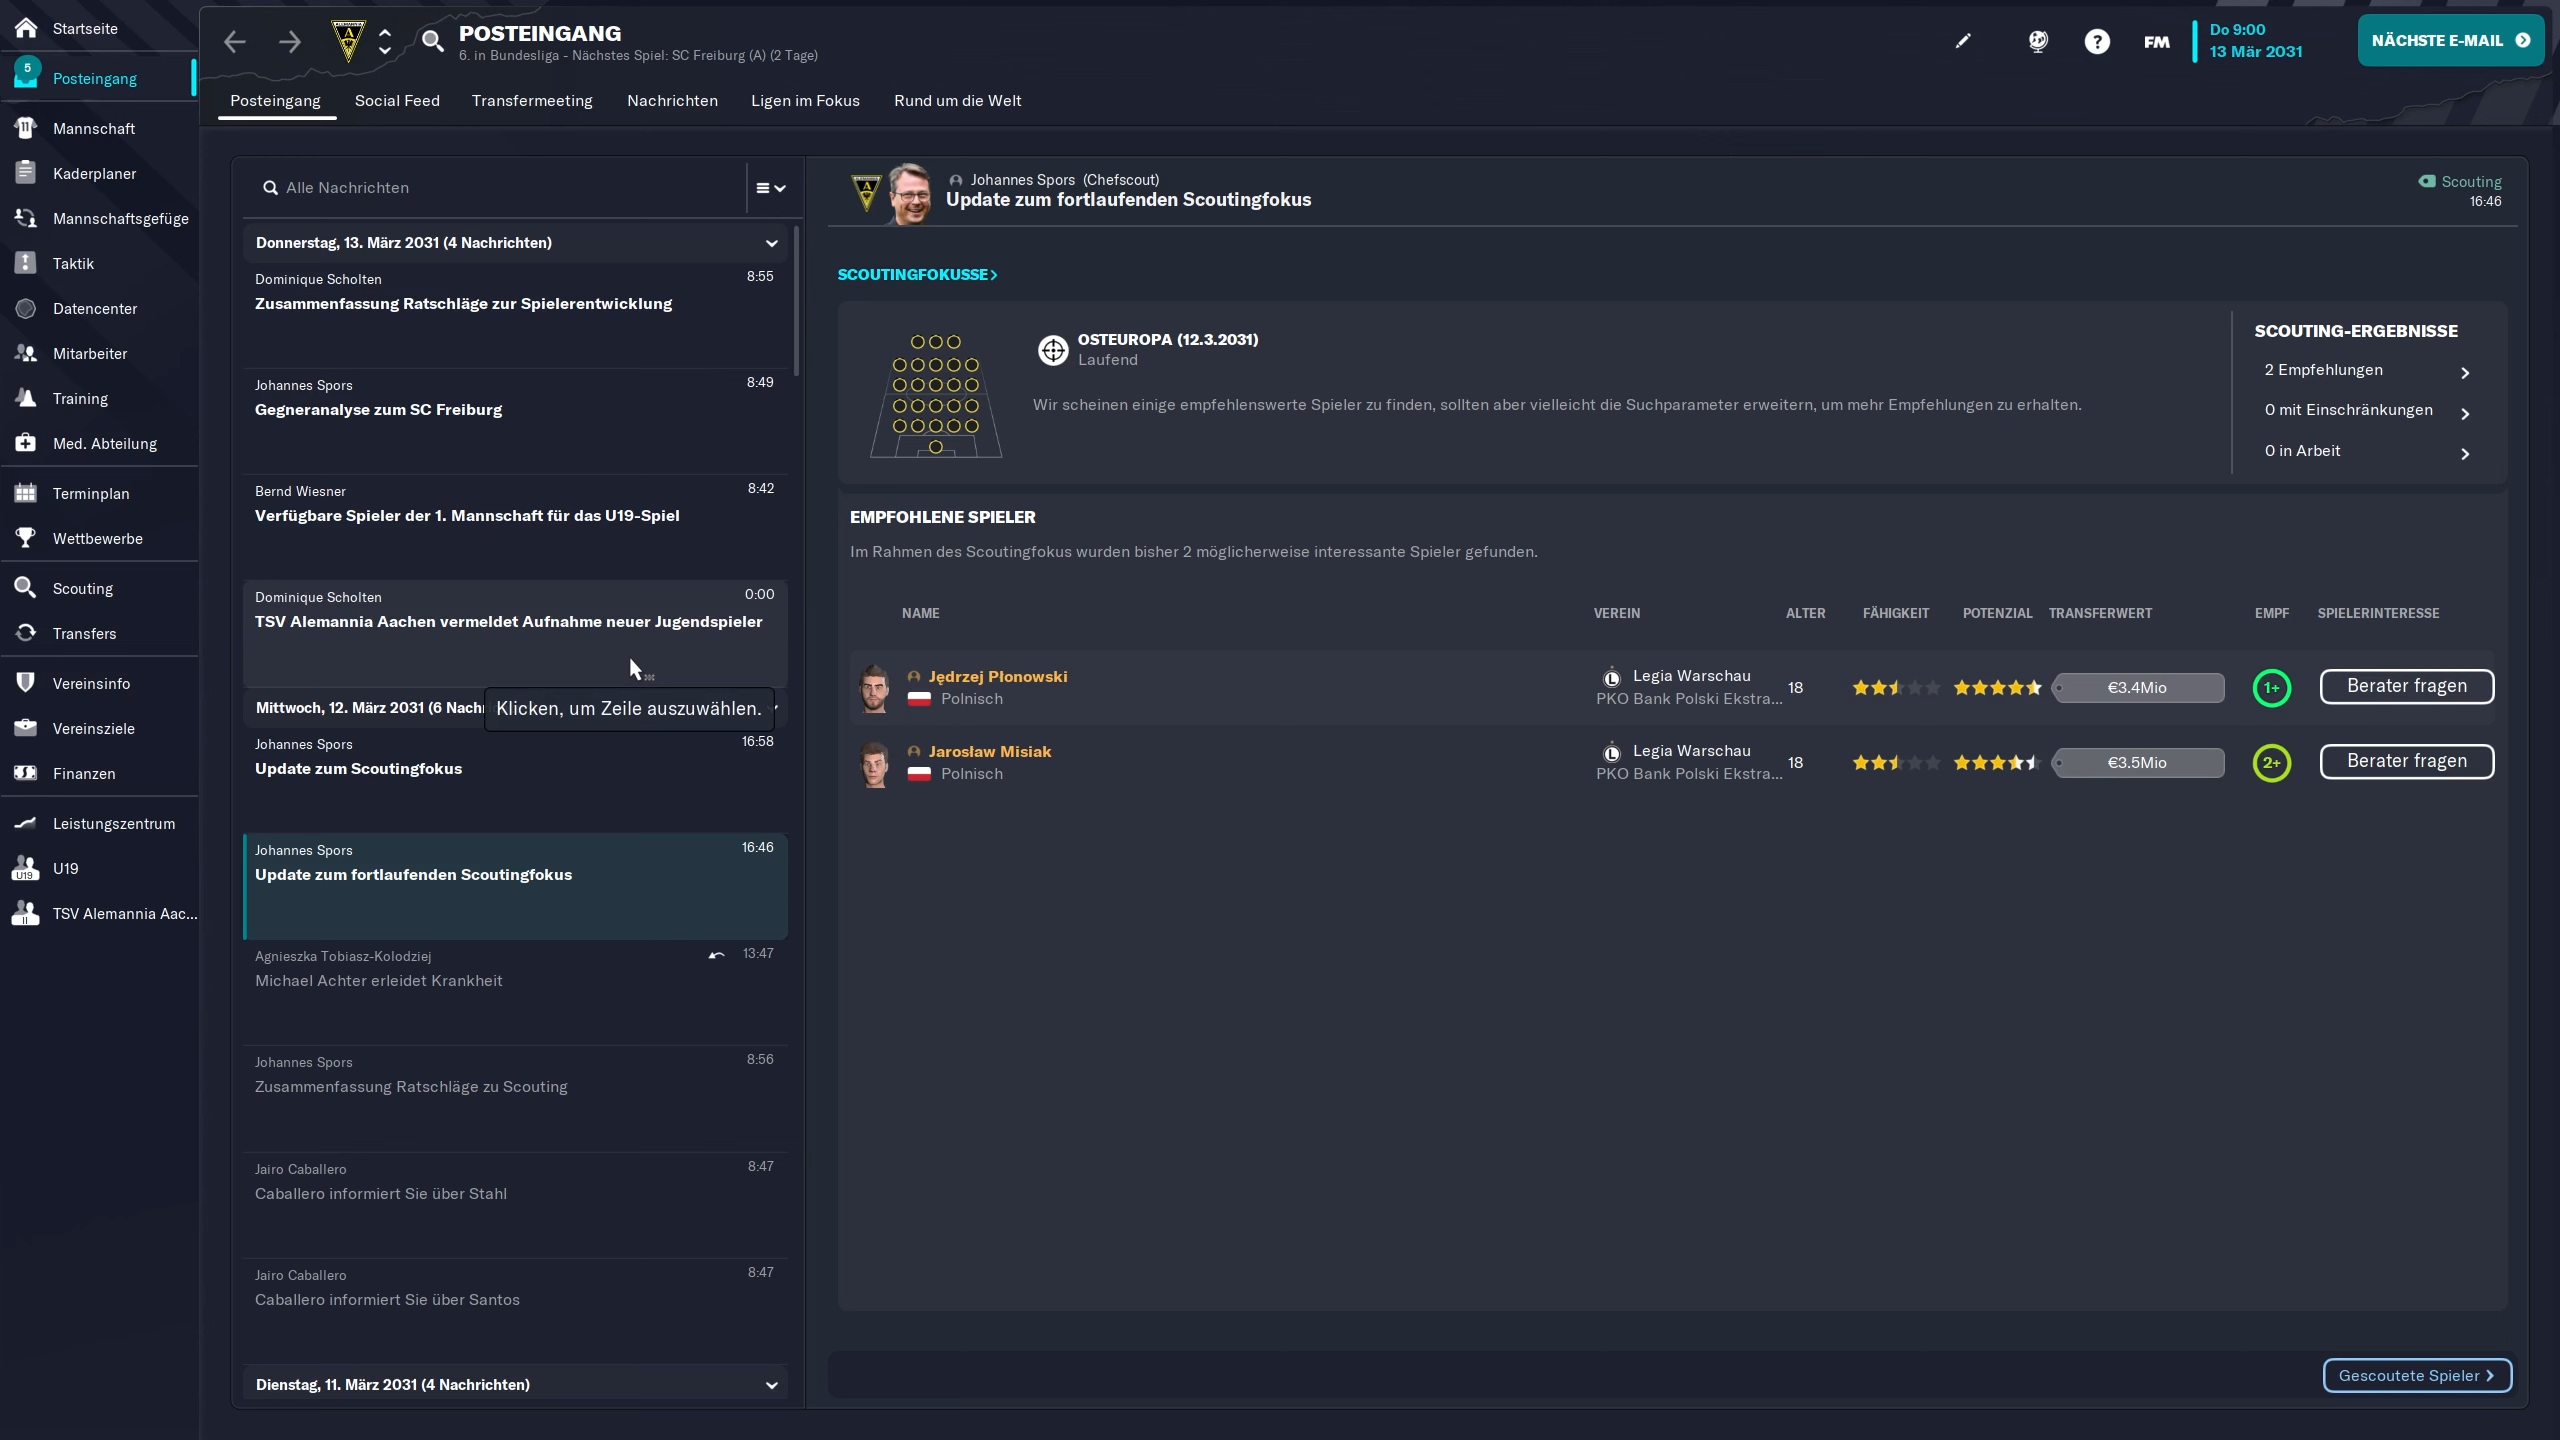 Startseite
5
Posteingang
Mannschaft
Kaderplaner
Mannschaftsgefüge
Taktik
Datencenter
Mitarbeiter
Training
Med. Abteilung
Terminplan
Wettbewerbe
Scouting
Transfers
Vereinsinfo
Vereinsziele
Finanzen
Leistungszentrum
U19
U19
TSV Alemannia Aac...
POSTEINGANG
6. in Bundesliga - Nächstes Spiel: SC Freiburg (A) (2 Tage)
FM
Do 9:00
13 Mär 2031
NÄCHSTE E-MAIL
Posteingang Social Feed Transfermeeting Nachrichten Ligen im Fokus Rund um die Welt
Alle Nachrichten
Donnerstag, 13. März 2031 (4 Nachrichten)
Dominique Scholten 8:55
Zusammenfassung Ratschläge zur Spielerentwicklung
Johannes Spors 8:49
Gegneranalyse zum SC Freiburg
Bernd Wiesner 8:42
Verfügbare Spieler der 1. Mannschaft für das U19-Spiel
Dominique Scholten 0:00
TSV Alemannia Aachen vermeldet Aufnahme neuer Jugendspieler
Mittwoch, 12. März 2031 (6 Nachr
Klicken, um Zeile auszuwählen.
Johannes Spors 16:58
Update zum Scoutingfokus
Johannes Spors 16:46
Update zum fortlaufenden Scoutingfokus
Agnieszka Tobiasz-Kolodziej 13:47
Michael Achter erleidet Krankheit
Johannes Spors 8:56
Zusammenfassung Ratschläge zu Scouting
Jairo Caballero 8:47
Caballero informiert Sie über Stahl
Jairo Caballero 8:47
Caballero informiert Sie über Santos
Dienstag, 11. März 2031 (4 Nachrichten)
Johannes Spors (Chefscout)
Update zum fortlaufenden Scoutingfokus
Scouting
16:46
SCOUTINGFOKUSSE
OSTEUROPA (12.3.2031)
Laufend
Wir scheinen einige empfehlenswerte Spieler zu finden, sollten aber vielleicht die Suchparameter erweitern, um mehr Empfehlungen zu erhalten.
SCOUTING-ERGEBNISSE
2 Empfehlungen
0 mit Einschränkungen
0 in Arbeit
EMPFOHLENE SPIELER
Im Rahmen des Scoutingfokus wurden bisher 2 möglicherweise interessante Spieler gefunden.
NAME VEREIN ALTER FÄHIGKEIT POTENZIAL TRANSFERWERT EMPF SPIELERINTERESSE
Jędrzej Płonowski Legia Warschau
Polnisch PKO Bank Polski Ekstra... 18 €3.4Mio 1+ Berater fragen
Jarosław Misiak Legia Warschau
Polnisch PKO Bank Polski Ekstra... 18 €3.5Mio 2+ Berater fragen
Gescoutete Spieler